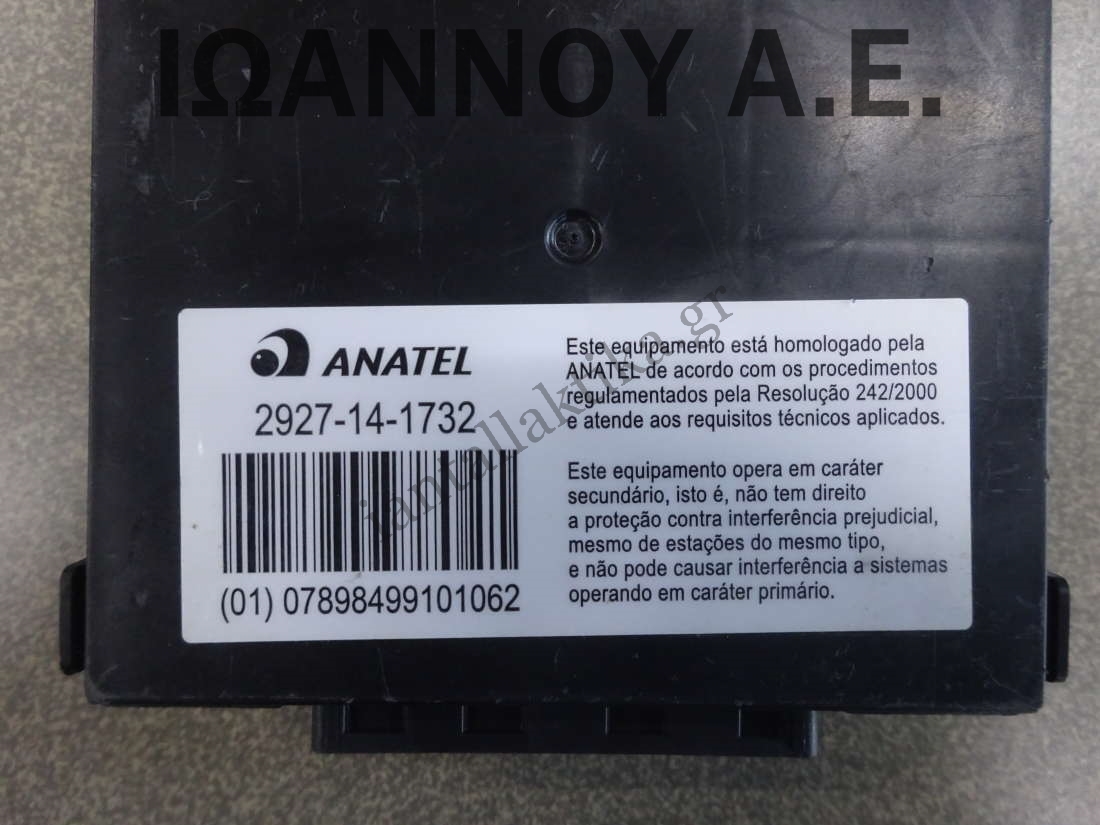 ΙΩΑΝΝΟΥ Α.Ε.
ANATEL
2927-14-1732
(01) 07898499101062
Este equipamento está homologado pela
ANATEL de acordo com os procedimentos
regulamentados pela Resolução 242/2000
e atende aos requisitos técnicos aplicados.
Este equipamento opera em caráter
secundário, isto é, não tem direito
a proteção contra interferência prejudicial,
mesmo de estações do mesmo tipo,
e não pode causar interferência a sistemas
operando em caráter primário.
iantallaktika.gr